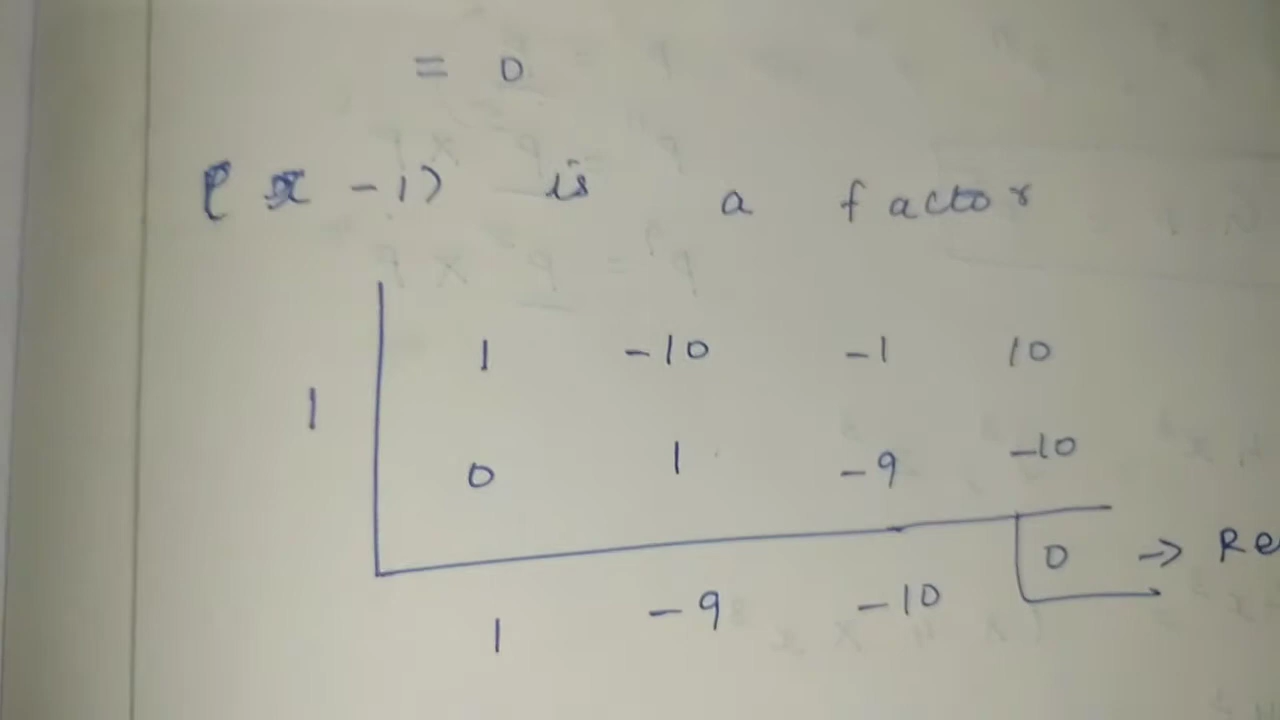 = 0
(x - 1) is a factor
1 -10 -1 10
1
0 1 -9 -10
0 → Re
1 -9 -10